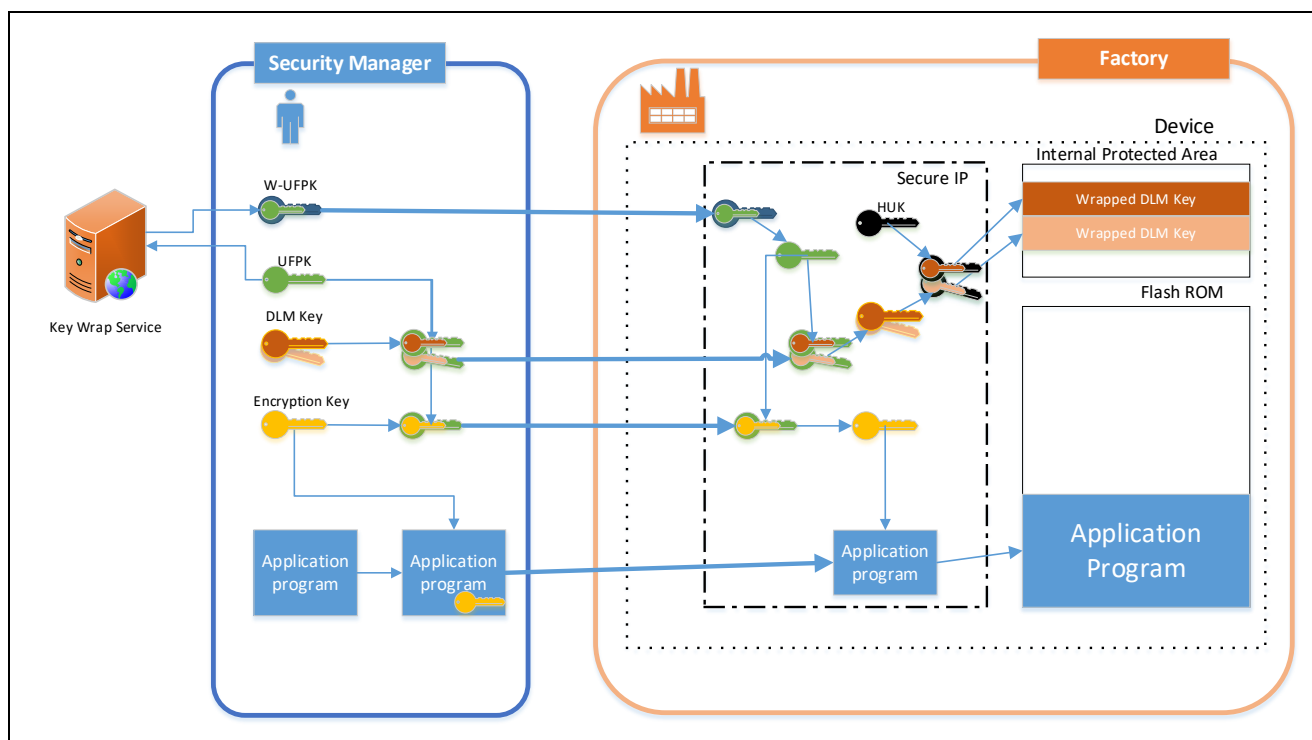 Security Manager
Factory
Device
Internal Protected Area
Secure IP
W-UFPK
HUK
Wrapped DLM Key
Wrapped DLM Key
UFPK
Flash ROM
Key Wrap Service
DLM Key
Encryption Key
Application
program
Application
program
Application
program
Application
Program